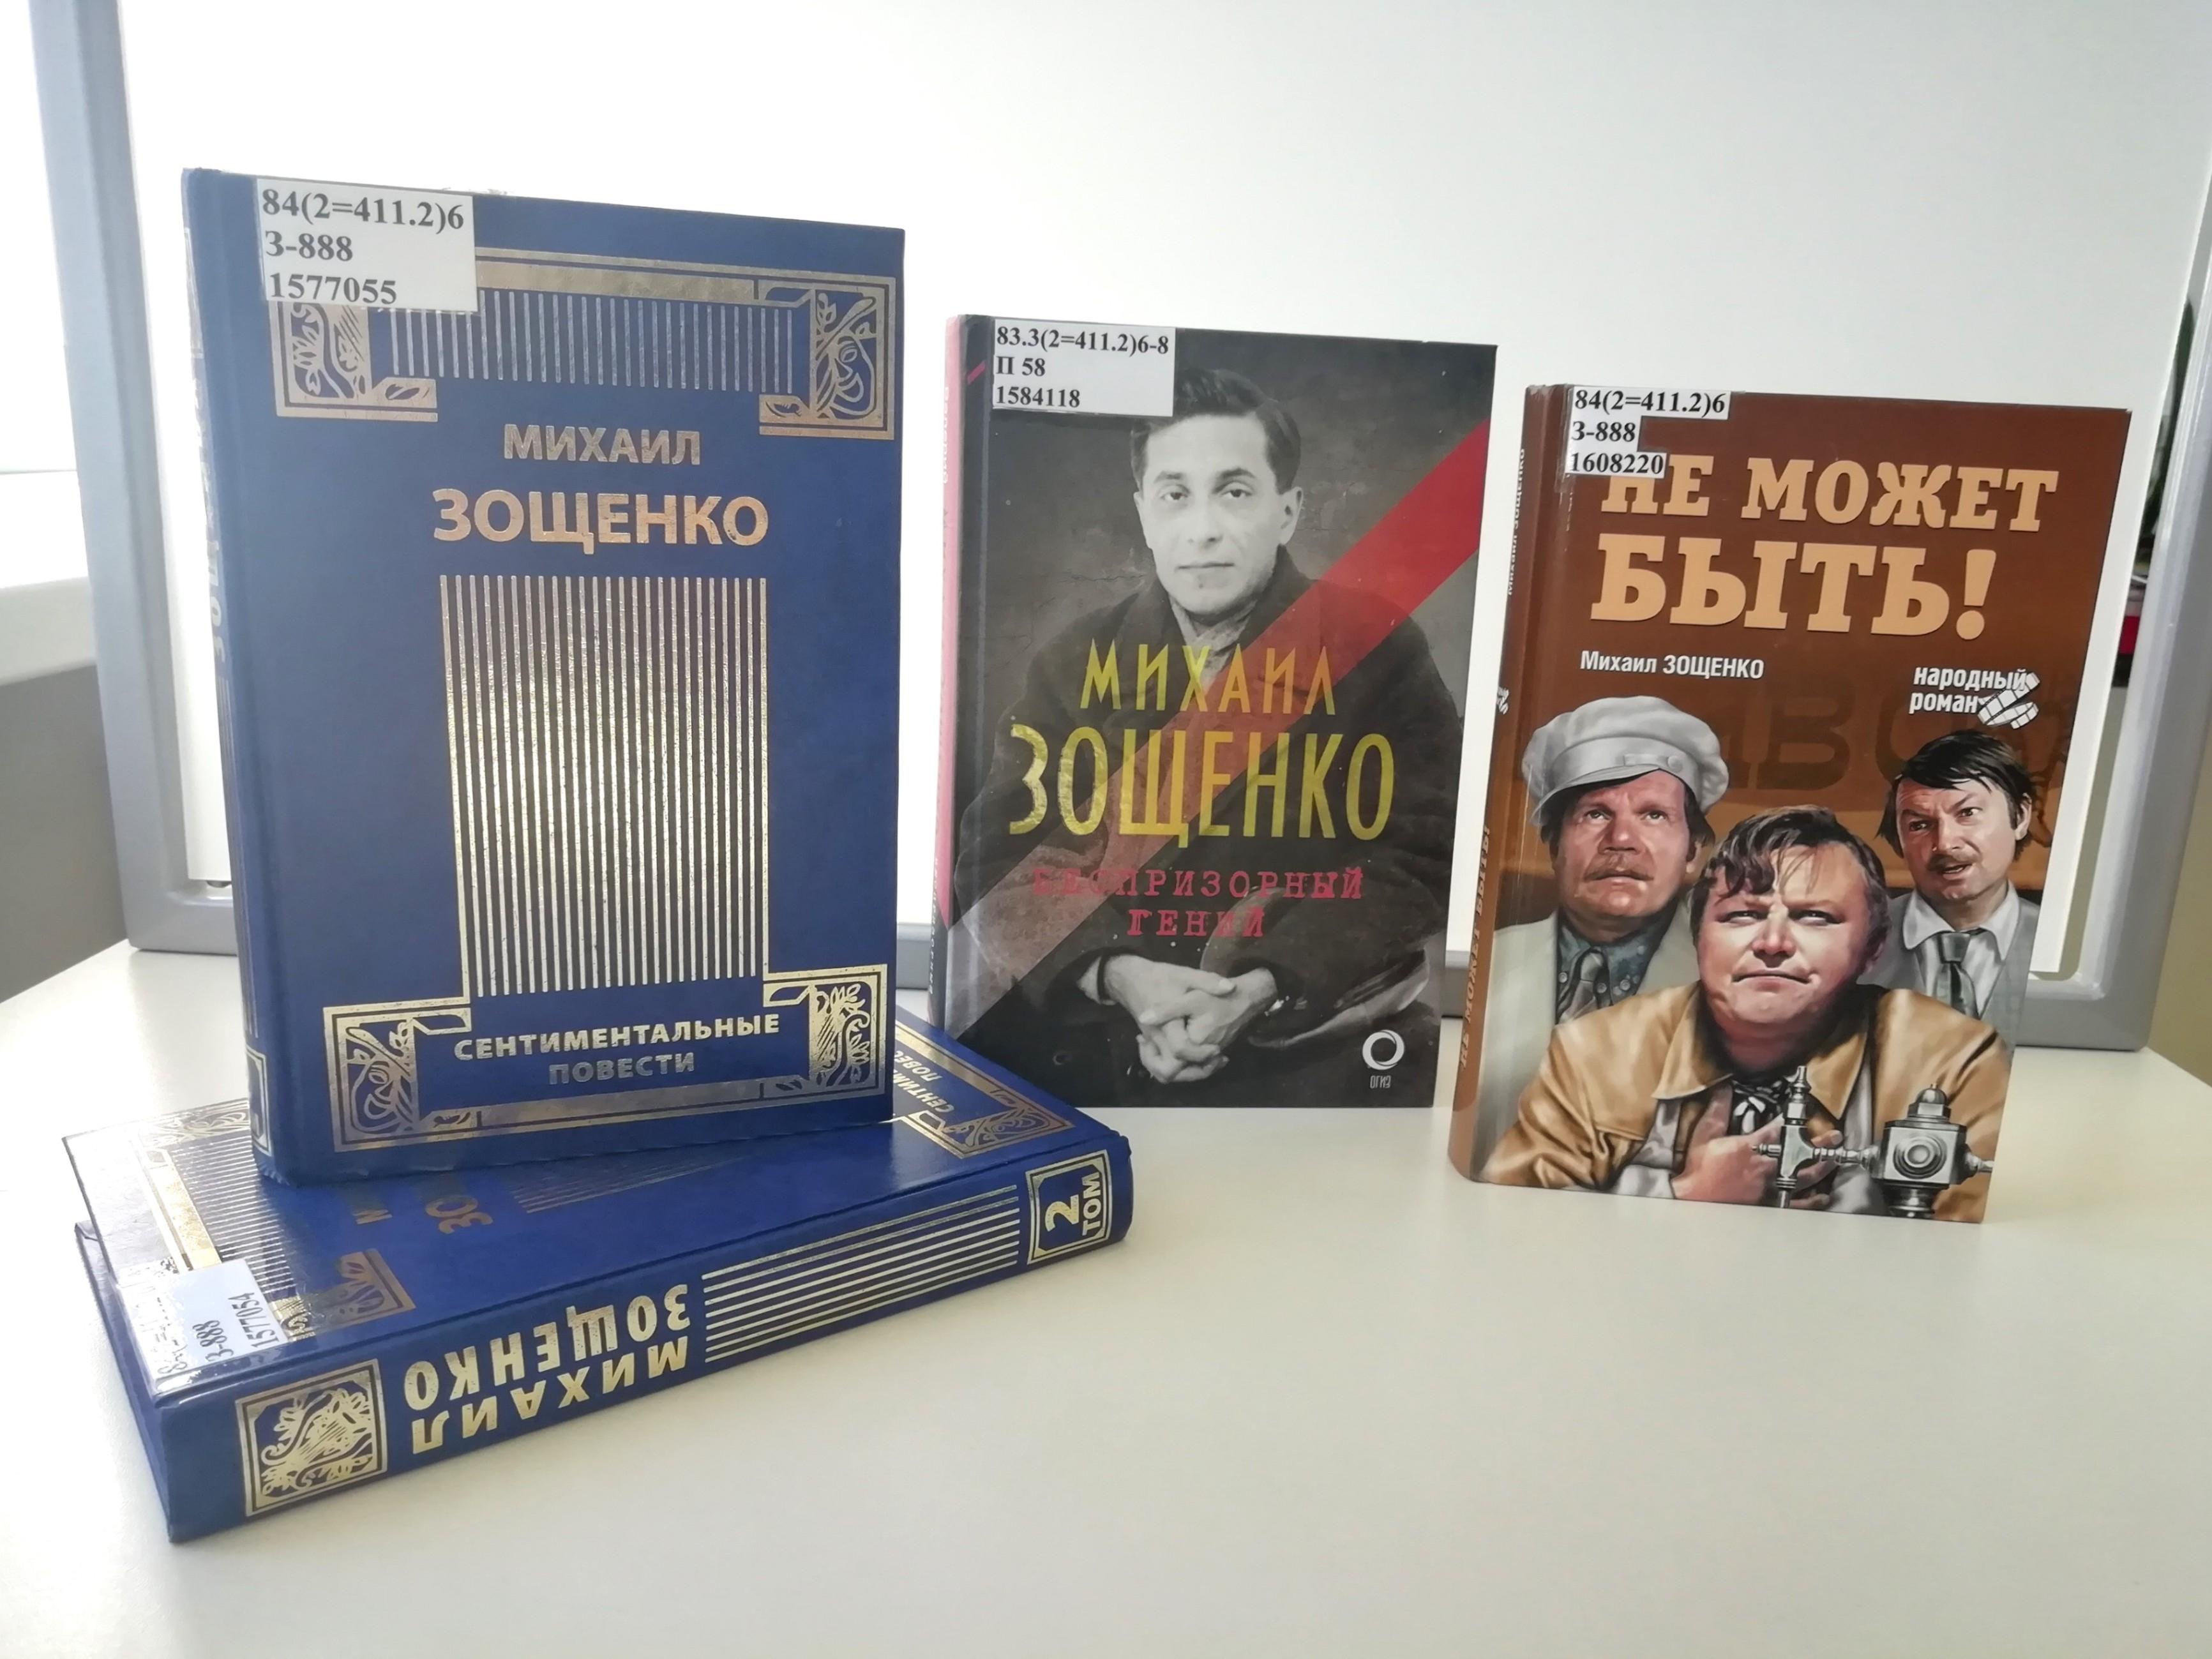 84(2=411.2)6
З-888
1577055
МИХАИЛ
ЗОЩЕНКО
СЕНТИМЕНТАЛЬНЫЕ
ПОВЕСТИ
83.3(2=411.2)6-8
П 58
1584118
МИХАИЛ
ЗОЩЕНКО
БЕСПРИЗОРНЫЙ
ГЕНИЙ
ОГИЗ
84(2=411.2)6
З-888
1608220
НЕ МОЖЕТ
БЫТЬ!
Михаил ЗОЩЕНКО
народный
роман
З-888
1577054
МИХАИЛ
ЗОЩЕНКО
2
ТОМ